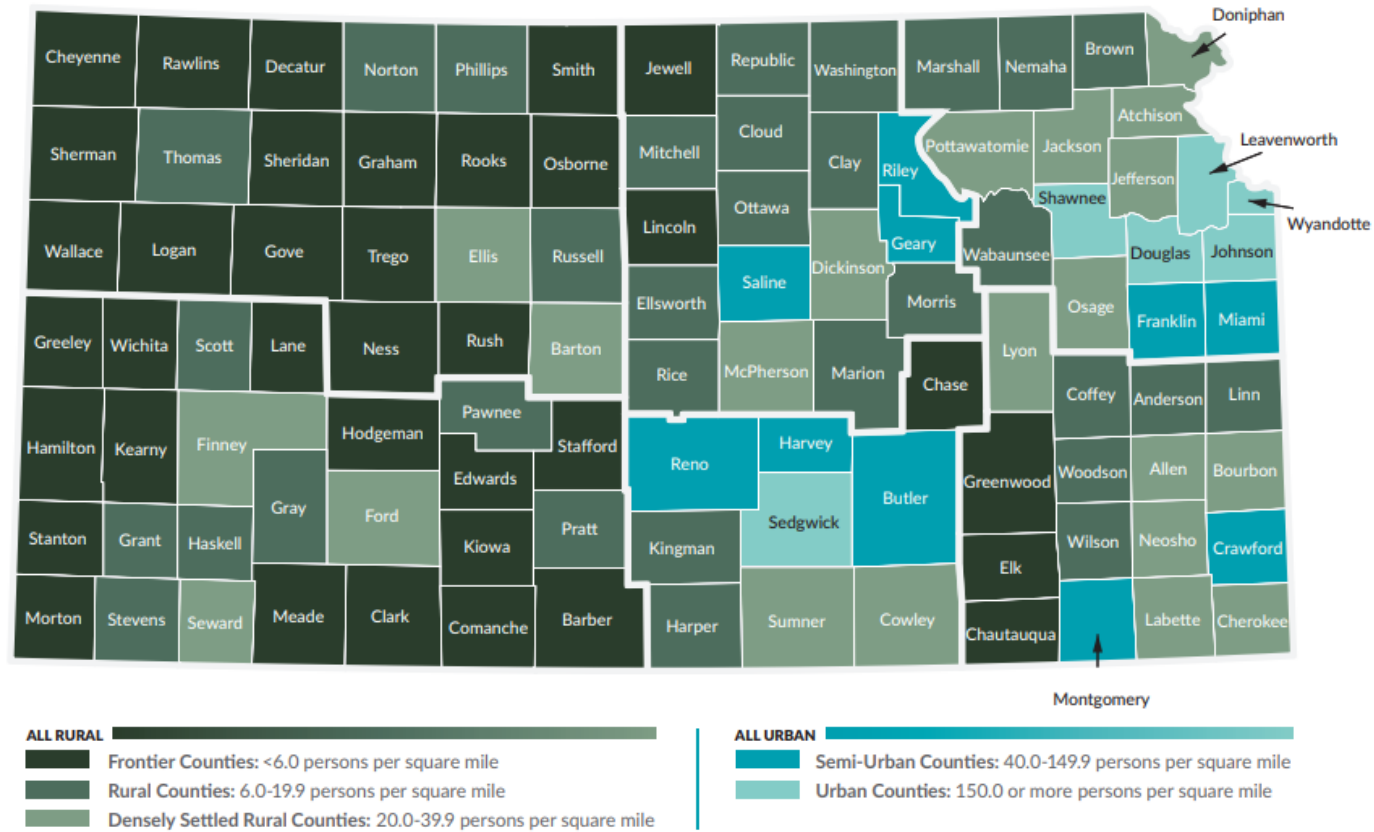 Doniphan
Cheyenne Rawlins Decatur Norton Phillips Smith Jewell Republic Washington Marshall Nemaha Brown
Atchison
Leavenworth
Sherman Thomas Sheridan Graham Rooks Osborne Mitchell Cloud Clay Riley Pottawatomie Jackson Jefferson
Shawnee
Wyandotte
Lincoln Ottawa
Wallace Logan Gove Trego Ellis Russell Geary Wabaunsee Douglas Johnson
Saline Dickinson
Ellsworth Morris Osage Franklin Miami
Greeley Wichita Scott Lane Ness Rush Barton Lyon
Rice McPherson Marion Chase Coffey Anderson Linn
Pawnee
Hamilton Kearny Finney Hodgeman Stafford Reno Harvey
Edwards Greenwood Woodson Allen Bourbon
Gray Ford Butler
Sedgwick
Stanton Grant Haskell Kiowa Pratt Kingman Wilson Neosho Crawford
Elk
Morton Stevens Seward Meade Clark Comanche Barber Harper Sumner Cowley Chautauqua Labette Cherokee
Montgomery
ALL RURAL
Frontier Counties: <6.0 persons per square mile
Rural Counties: 6.0-19.9 persons per square mile
Densely Settled Rural Counties: 20.0-39.9 persons per square mile
ALL URBAN
Semi-Urban Counties: 40.0-149.9 persons per square mile
Urban Counties: 150.0 or more persons per square mile